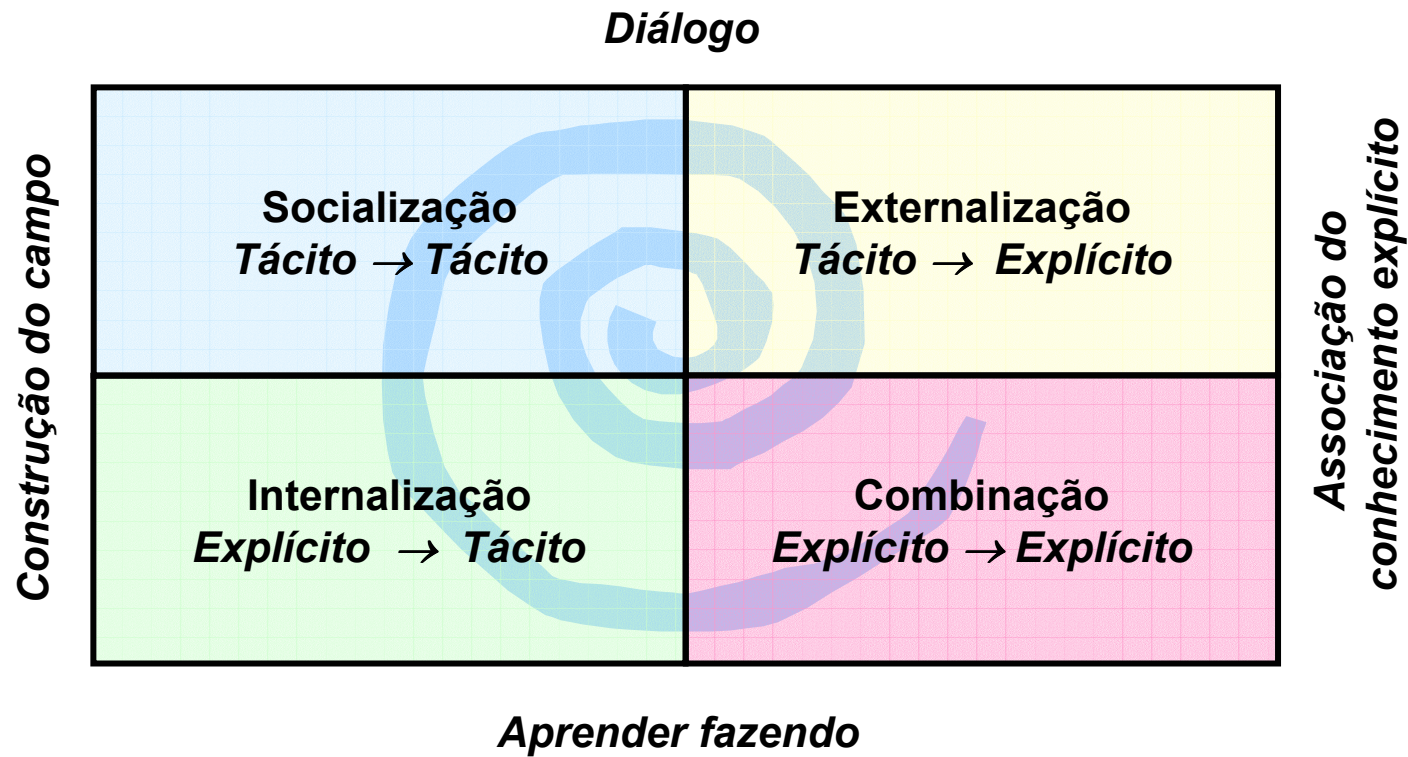 Diálogo
Construção do campo
Socialização
Tácito → Tácito
Externalização
Tácito → Explícito
Associação do
conhecimento explícito
Internalização
Explícito → Tácito
Combinação
Explícito → Explícito
Aprender fazendo